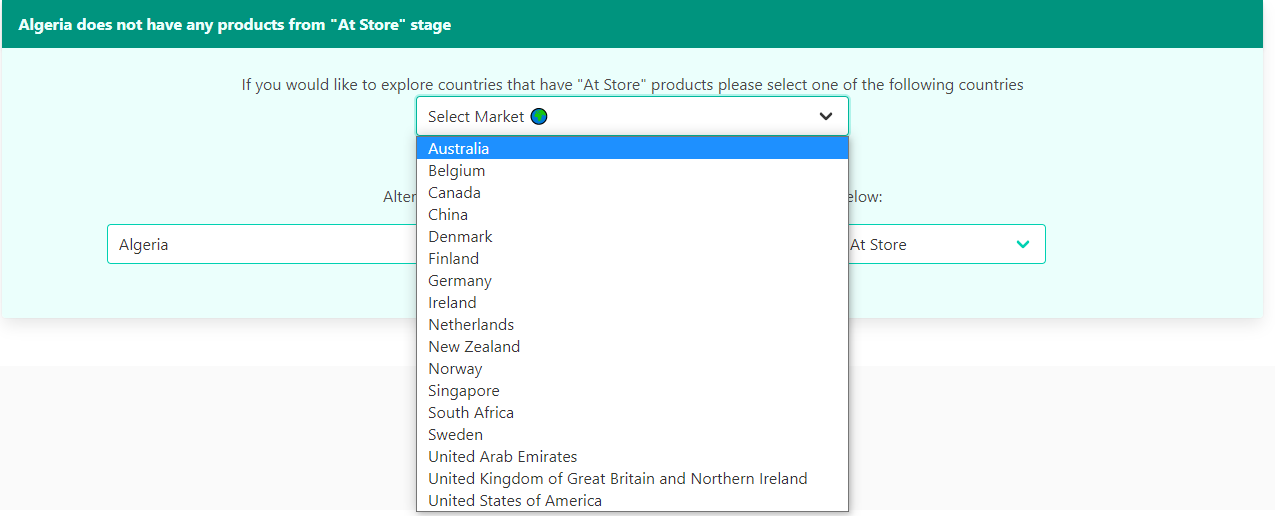 Algeria does not have any products from "At Store" stage
If you would like to explore countries that have "At Store" products please select one of the following countries
Select Market
Australia
Belgium
Canada
China
Denmark
Finland
Germany
Ireland
Netherlands
New Zealand
Norway
Singapore
South Africa
Sweden
United Arab Emirates
United Kingdom of Great Britain and Northern Ireland
United States of America
Alter
elow:
Algeria
At Store